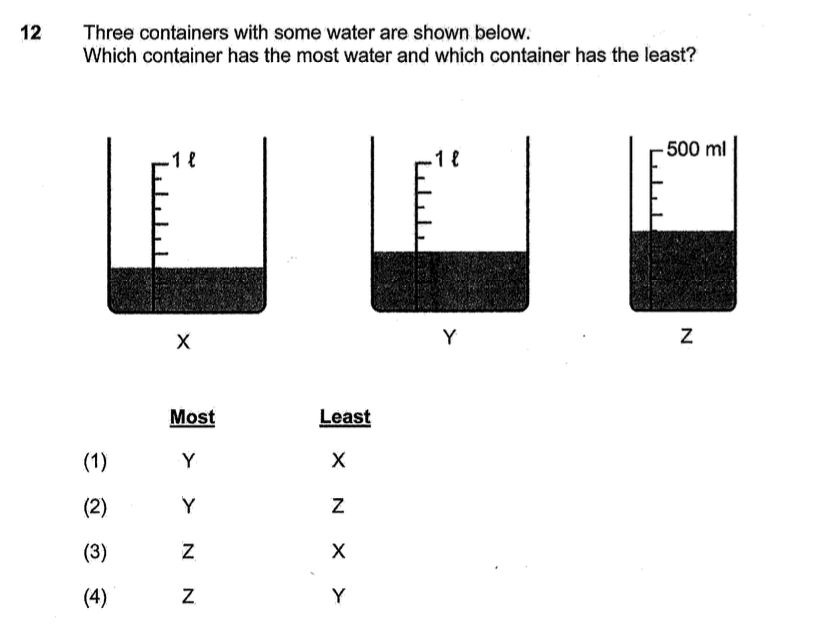 12 Three containers with some water are shown below.
Which container has the most water and which container has the least?
1 ℓ 1 ℓ 500 ml
X Y Z
Most Least
(1) Y X
(2) Y Z
(3) Z X
(4) Z Y